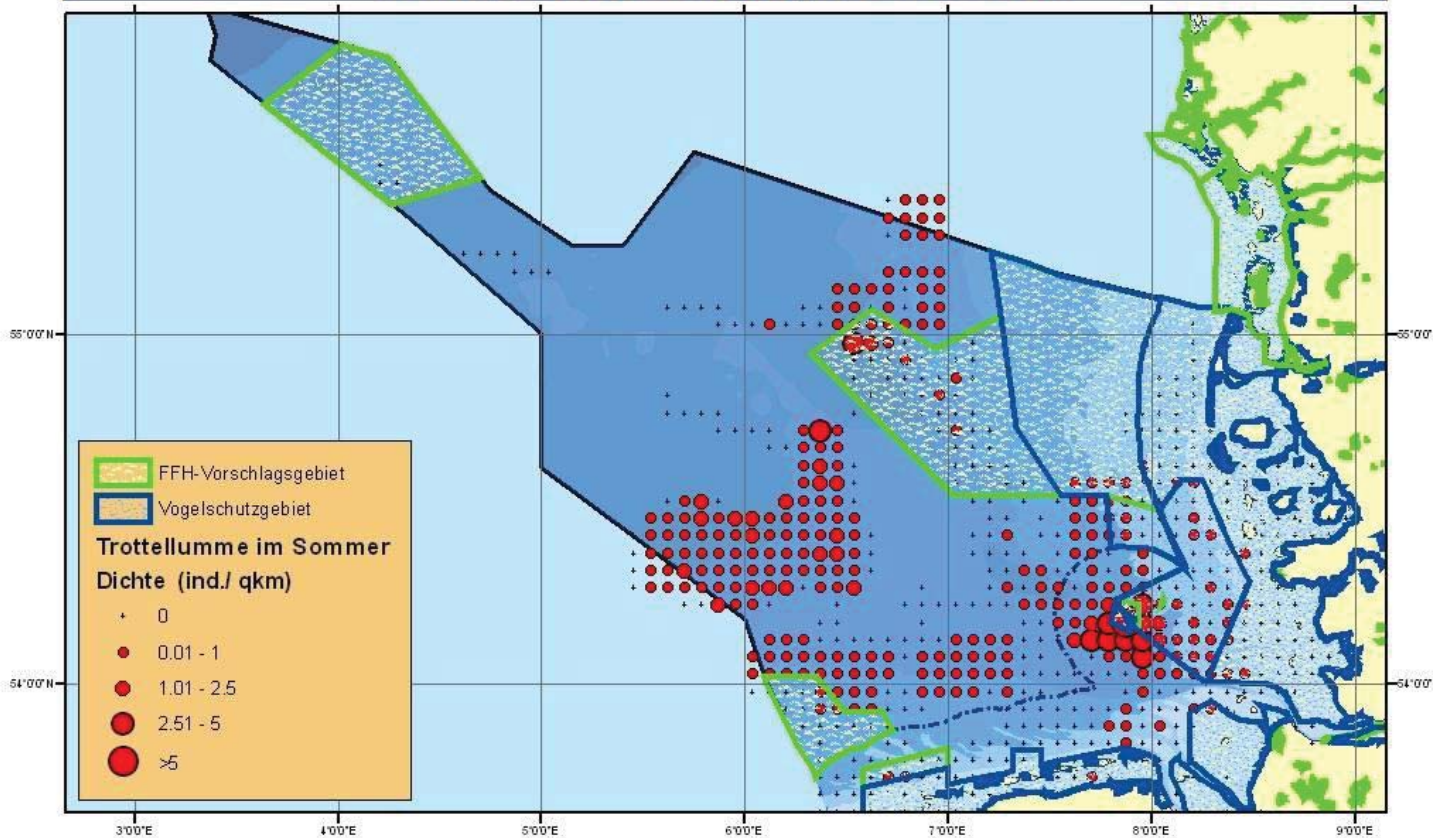 55°0'0"N
55°0'0"
FFH-Vorschlagsgebiet
Vogelschutzgebiet
Trottellumme im Sommer
Dichte (ind./ qkm)
0
0.01 - 1
1.01 - 2.5
2.51 - 5
>5
54°0'0"N
54°0'0"
3°0'0"E
4°0'0"E
5°0'0"E
6°0'0"E
7°0'0"E
8°0'0"E
9°0'0"E